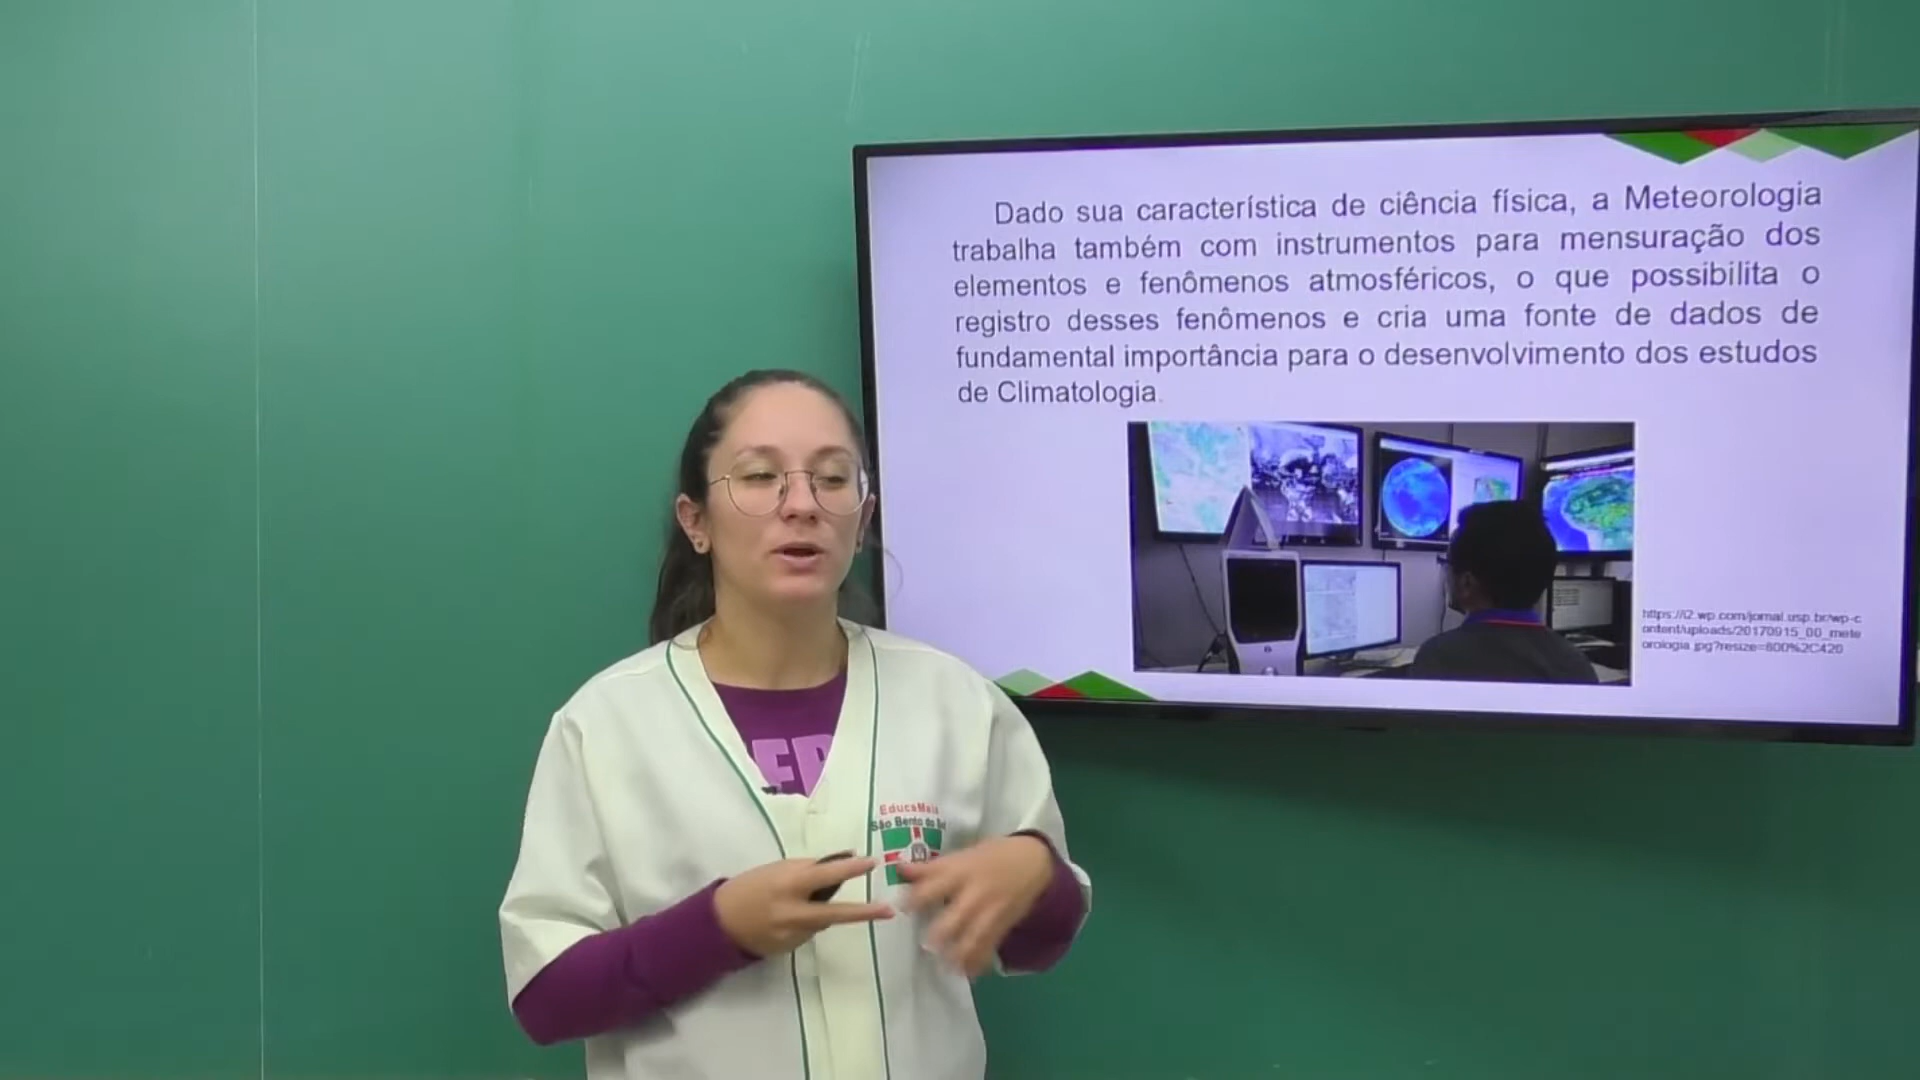 Dado sua característica de ciência física, a Meteorologia
trabalha também com instrumentos para mensuração dos
elementos e fenômenos atmosféricos, o que possibilita o
registro desses fenômenos e cria uma fonte de dados de
fundamental importância para o desenvolvimento dos estudos
de Climatologia.
https://i2.wp.com/jornal.usp.br/wp-c
ontent/uploads/20170915_00_mete
orologia.jpg?resize=800%2C420
EducaMais
São Bento do Sul